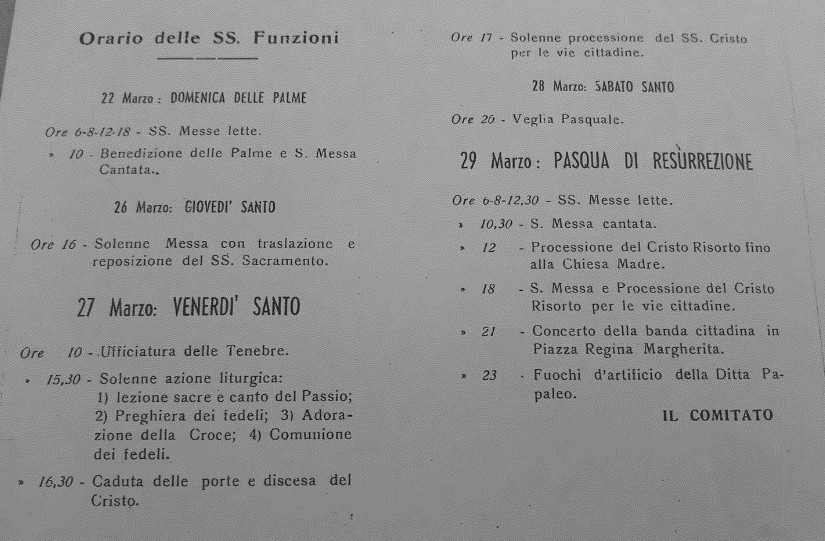 Orario delle SS. Funzioni
22 Marzo: DOMENICA DELLE PALME
Ore 6-8-12-18 - SS. Messe lette.
» 10 - Benedizione delle Palme e S. Messa
Cantata..
26 Marzo: GIOVEDI' SANTO
Ore 16 - Solenne Messa con traslazione e
reposizione del SS. Sacramento.
27 Marzo: VENERDI' SANTO
Ore 10 - Ufficiatura delle Tenebre.
» 15,30 - Solenne azione liturgica:
1) lezione sacre e canto del Passio;
2) Preghiera dei fedeli; 3) Adora-
zione della Croce; 4) Comunione
dei fedeli.
» 16,30 - Caduta delle porte e discesa del
Cristo.
Ore 17 - Solenne processione del SS. Cristo
per le vie cittadine.
28 Marzo: SABATO SANTO
Ore 20 - Veglia Pasquale.
29 Marzo: PASQUA DI RESURREZIONE
Ore 6-8-12,30 - SS. Messe lette.
» 10,30 - S. Messa cantata.
» 12 - Processione del Cristo Risorto fino
alla Chiesa Madre.
» 18 - S. Messa e Processione del Cristo
Risorto per le vie cittadine.
» 21 - Concerto della banda cittadina in
Piazza Regina Margherita.
» 23 - Fuochi d'artificio della Ditta Pa-
paleo.
IL COMITATO